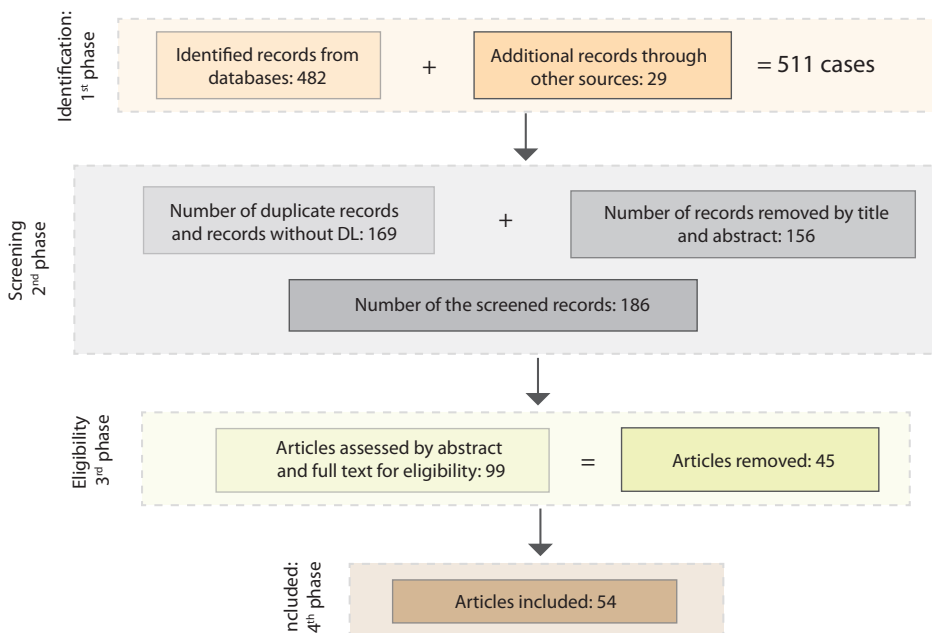 Identification:
1st phase
Identified records from
databases: 482
+
Additional records through
other sources: 29
= 511 cases
Screening
2nd phase
Number of duplicate records
and records without DL: 169
+
Number of records removed by title
and abstract: 156
Number of the screened records: 186
Eligibility
3rd phase
Articles assessed by abstract
and full text for eligibility: 99
=
Articles removed: 45
ncluded:
4th phase
Articles included: 54